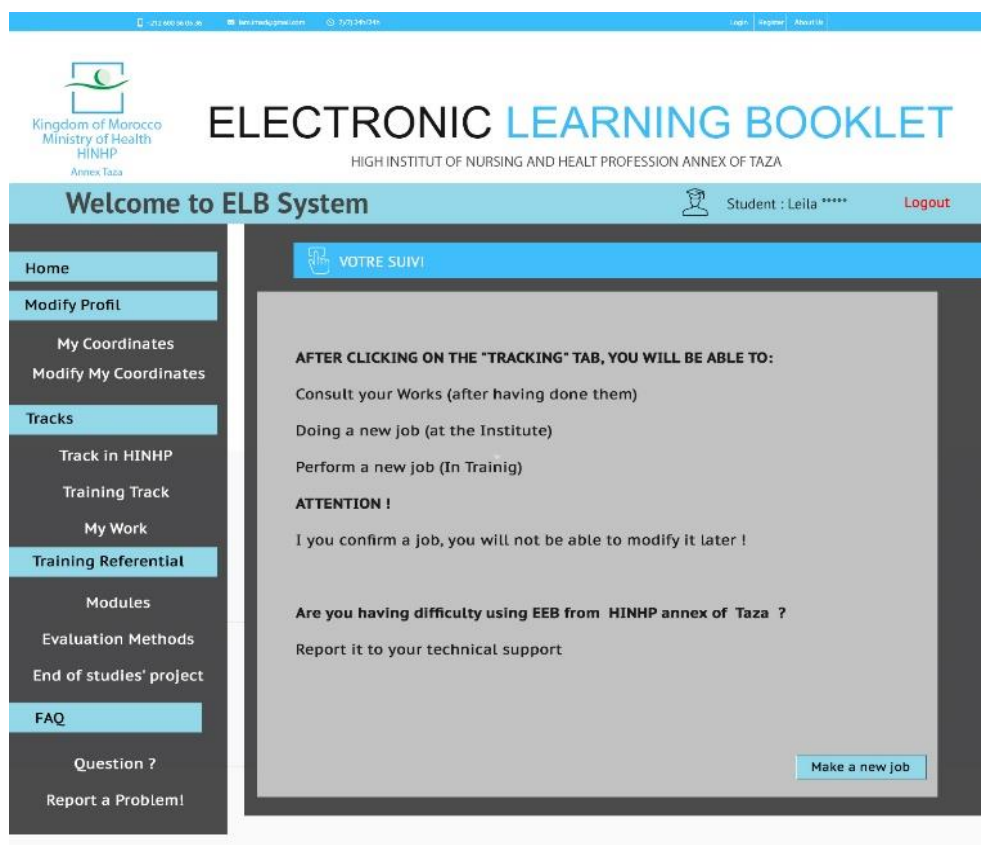 7j/7j 24h/24h
Login Register About Us
Kingdom of Morocco
Ministry of Health
HINHP
Annex Taza
ELECTRONIC LEARNING BOOKLET
HIGH INSTITUT OF NURSING AND HEALT PROFESSION ANNEX OF TAZA
Welcome to ELB System
Student : Leila *****
Logout
Home
Modify Profil
My Coordinates
Modify My Coordinates
Tracks
Track in HINHP
Training Track
My Work
Training Referential
Modules
Evaluation Methods
End of studies' project
FAQ
Question ?
Report a Problem!
VOTRE SUIVI
AFTER CLICKING ON THE "TRACKING" TAB, YOU WILL BE ABLE TO:
Consult your Works (after having done them)
Doing a new job (at the Institute)
Perform a new job (In Trainig)
ATTENTION !
I you confirm a job, you will not be able to modify it later !
Are you having difficulty using EEB from HINHP annex of Taza ?
Report it to your technical support
Make a new job